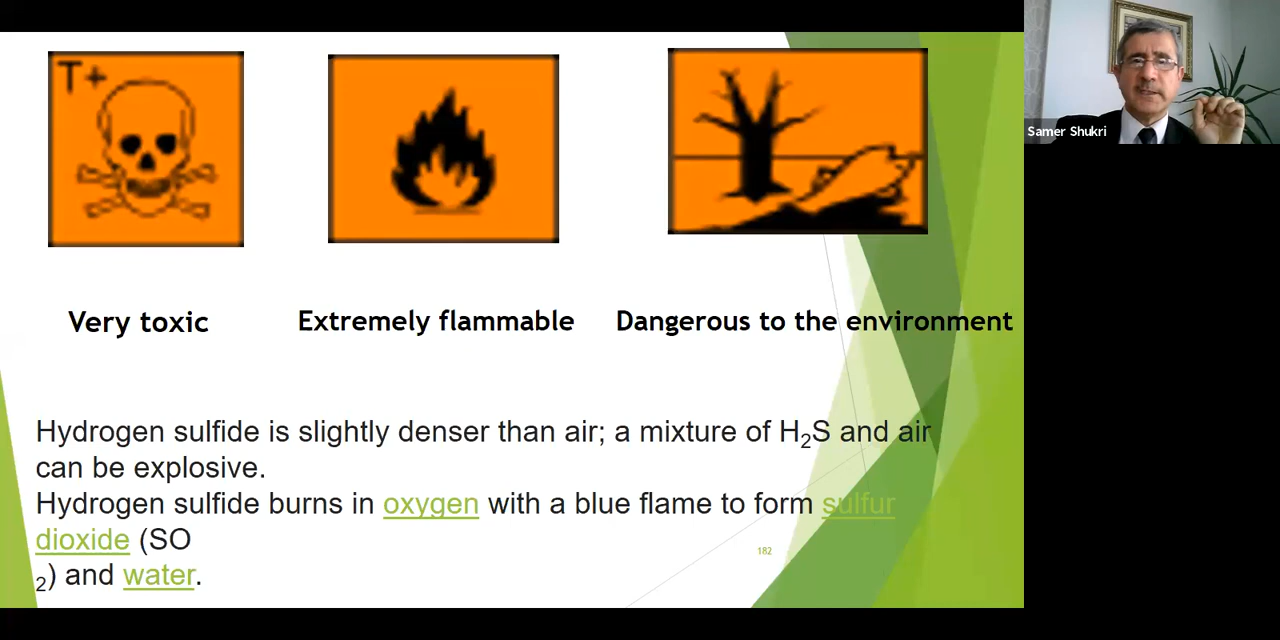 T+
Samer Shukri
Very toxic
Extremely flammable
Dangerous to the environment
Hydrogen sulfide is slightly denser than air; a mixture of H₂S and air
can be explosive.
Hydrogen sulfide burns in oxygen with a blue flame to form sulfur
dioxide (SO
₂) and water.
182